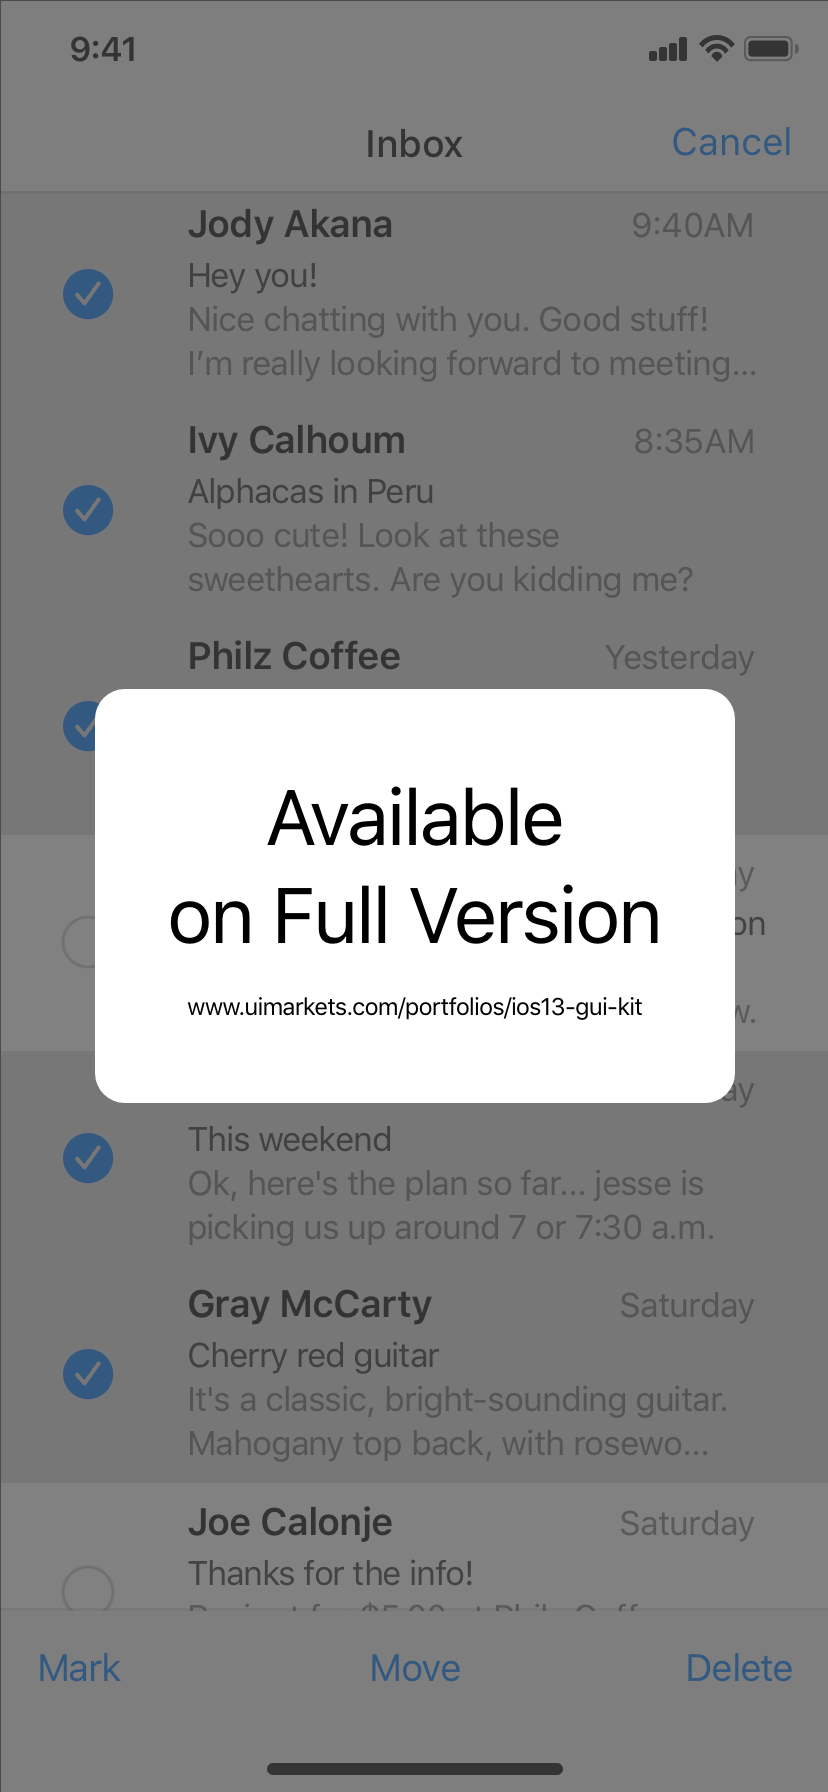 9:41
Inbox
Cancel
Jody Akana
9:40AM
Hey you!
Nice chatting with you. Good stuff!
I’m really looking forward to meeting...
Ivy Calhoum
8:35AM
Alphacas in Peru
Sooo cute! Look at these
sweethearts. Are you kidding me?
Philz Coffee
Yesterday
Available
on Full Version
www.uimarkets.com/portfolios/ios13-gui-kit
This weekend
Ok, here's the plan so far... jesse is
picking us up around 7 or 7:30 a.m.
Gray McCarty
Saturday
Cherry red guitar
It's a classic, bright-sounding guitar.
Mahogany top back, with rosewo...
Joe Calonje
Saturday
Thanks for the info!
Mark
Move
Delete